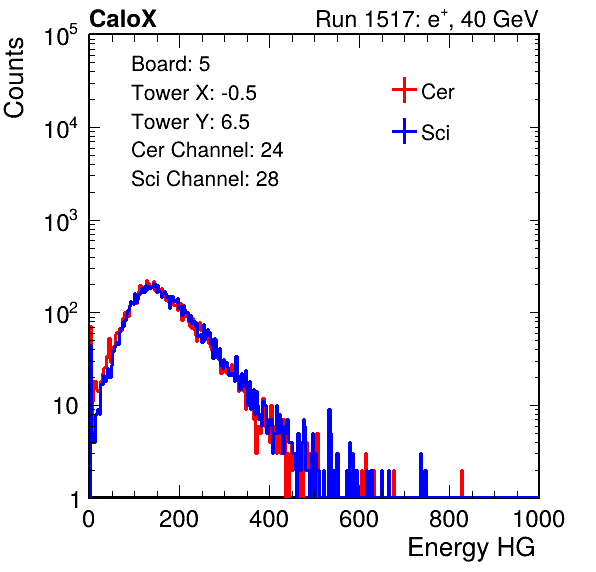 CaloX Run 1517: e⁺, 40 GeV
Counts
Board: 5
Tower X: -0.5
Tower Y: 6.5
Cer Channel: 24
Sci Channel: 28
Cer
Sci
10⁵
10⁴
10³
10²
10
1
0 200 400 600 800 1000
Energy HG